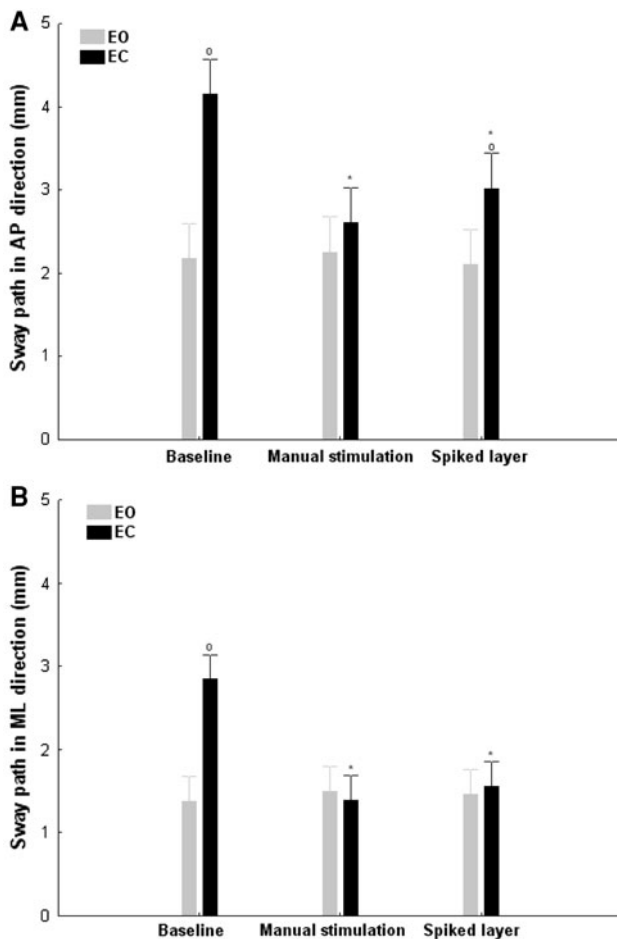 A
EO
EC
Sway path in AP direction (mm)
5
4
3
2
1
0
o
*
*
o
Baseline Manual stimulation Spiked layer
B
EO
EC
Sway path in ML direction (mm)
5
4
3
2
1
0
o
*
*
Baseline Manual stimulation Spiked layer